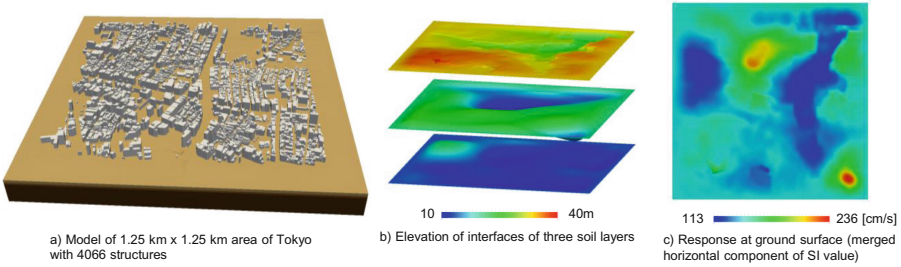 10 40m
113 236 [cm/s]
a) Model of 1.25 km x 1.25 km area of Tokyo
with 4066 structures
b) Elevation of interfaces of three soil layers
c) Response at ground surface (merged
horizontal component of SI value)